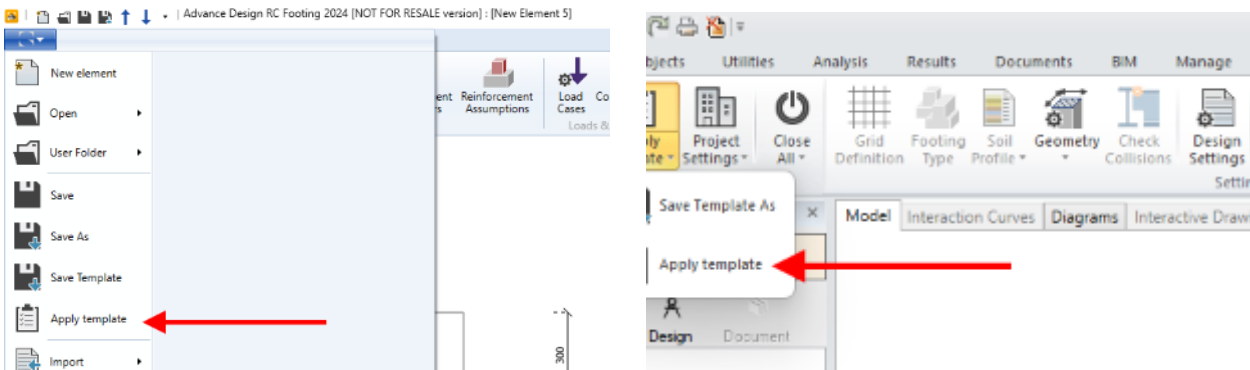 Advance Design RC Footing 2024 [NOT FOR RESALE version] : [New Element 5]
New element
Open
User Folder
Save
Save As
Save Template
Apply template
Import
Reinforcement
Assumptions
Load
Cases
Loads &
300
Utilities Analysis Results Documents BIM Manage
Project
Settings
Close
All
Grid
Definition
Footing
Type
Soil
Profile
Geometry
Check
Collisions
Design
Settings
Save Template As
Apply template
Design Document
Model Interaction Curves Diagrams Interactive